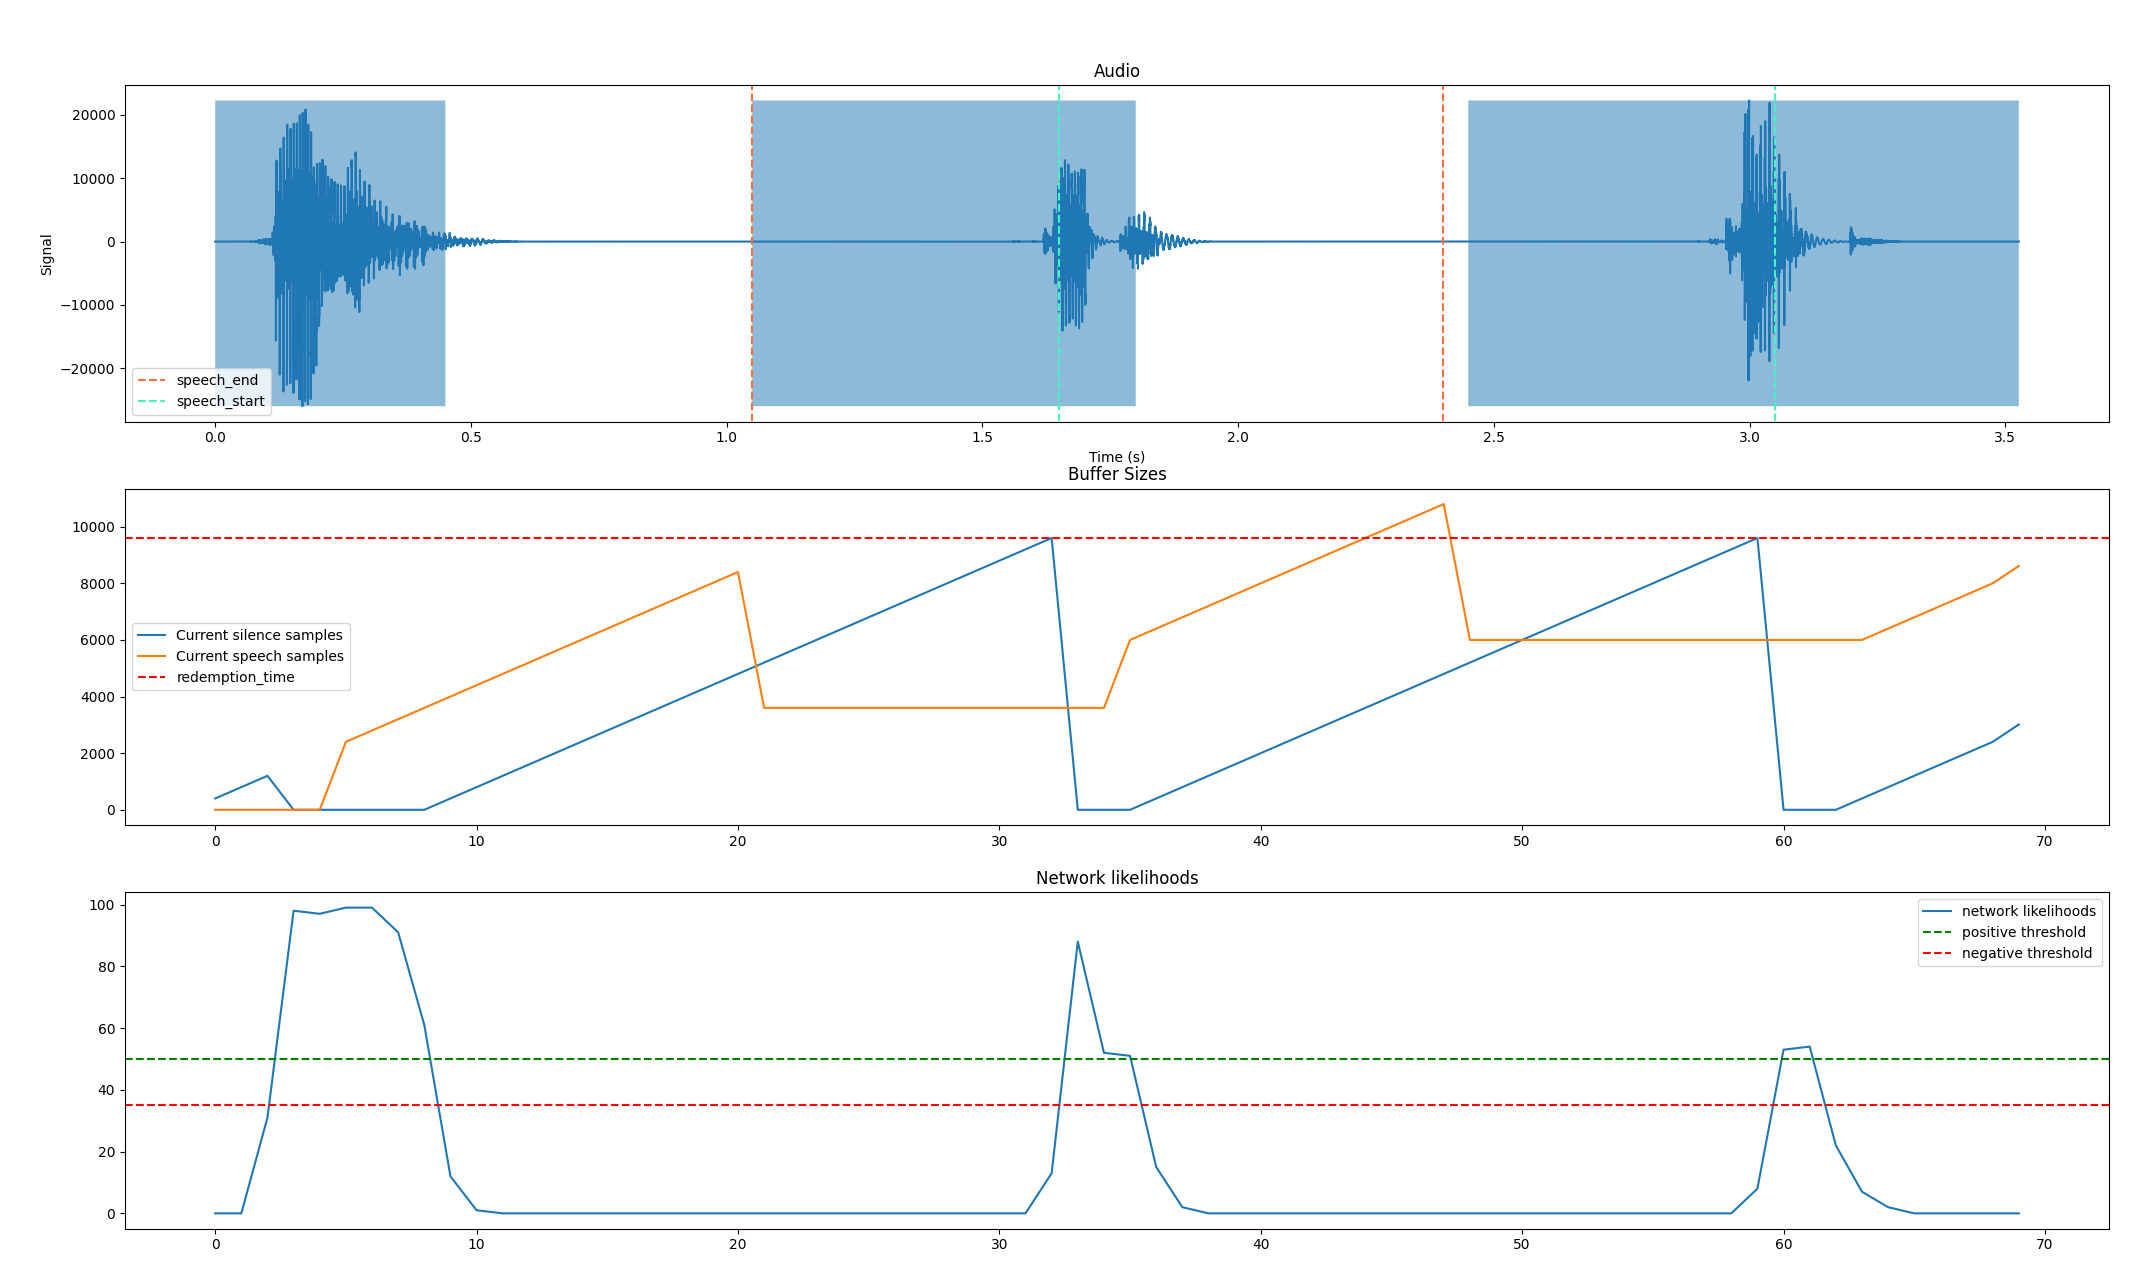 Audio
20000
10000
0
−10000
−20000
Signal
speech_end
speech_start
0.0 0.5 1.0 1.5 2.0 2.5 3.0 3.5
Time (s)
Buffer Sizes
10000
8000
6000
4000
2000
0
Current silence samples
Current speech samples
redemption_time
0 10 20 30 40 50 60 70
Network likelihoods
100
80
60
40
20
0
network likelihoods
positive threshold
negative threshold
0 10 20 30 40 50 60 70